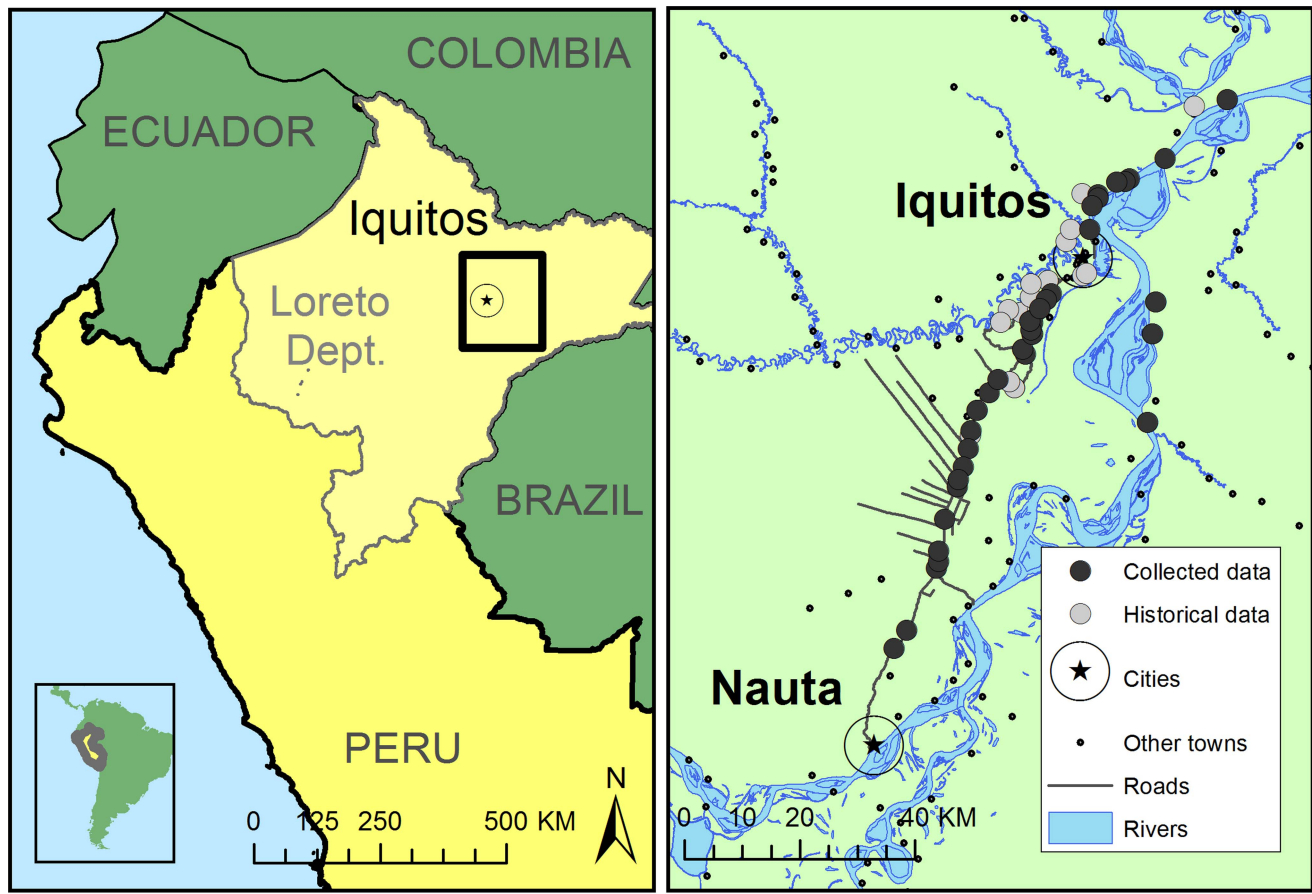 COLOMBIA
ECUADOR
Iquitos
Loreto
Dept.
BRAZIL
PERU
N
0 125 250 500 KM
Iquitos
Nauta
Collected data
Historical data
Cities
Other towns
Roads
Rivers
0 10 20 40 KM